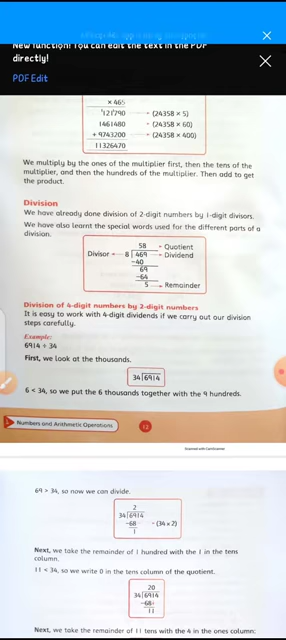 New function! You can edit the text in the PDF
directly!
PDF Edit
× 465
121790 - (24358 × 5)
1461480 - (24358 × 60)
+ 9743200 - (24358 × 400)
11326470
We multiply by the ones of the multiplier first, then the tens of the
multiplier, and then the hundreds of the multiplier. Then add to get
the product.
Division
We have already done division of 2-digit numbers by 1-digit divisors.
We have also learnt the special words used for the different parts of a
division.
58 - Quotient
Divisor - 8 469 - Dividend
-40
69
-64
5 - Remainder
Division of 4-digit numbers by 2-digit numbers
It is easy to work with 4-digit dividends if we carry out our division
steps carefully.
Example:
6914 ÷ 34
First, we look at the thousands.
34 6914
6 < 34, so we put the 6 thousands together with the 9 hundreds.
Numbers and Arithmetic Operations 12
Scanned with CamScanner
69 > 34, so now we can divide.
2
34 6914
-68 - (34 × 2)
1
Next, we take the remainder of 1 hundred with the 1 in the tens
column.
11 < 34, so we write 0 in the tens column of the quotient.
20
34 6914
-68
11
Next, we take the remainder of 11 tens with the 4 in the ones column: